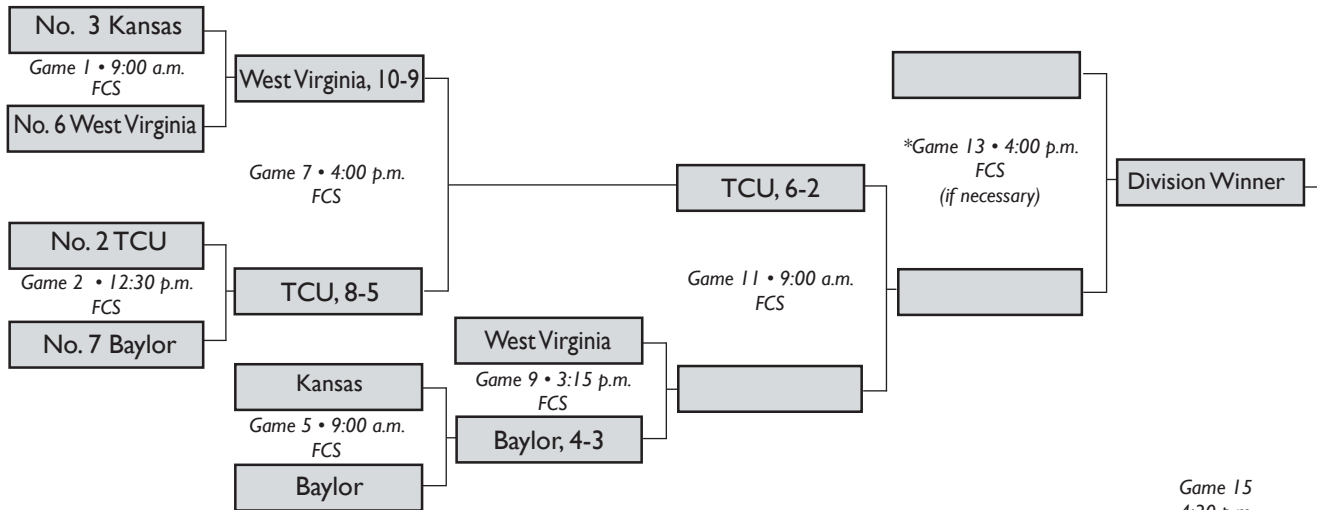 No. 3 Kansas
Game 1 • 9:00 a.m.
FCS
No. 6 West Virginia
West Virginia, 10-9
Game 7 • 4:00 p.m.
FCS
No. 2 TCU
Game 2 • 12:30 p.m.
FCS
No. 7 Baylor
TCU, 8-5
Kansas
Game 5 • 9:00 a.m.
FCS
Baylor
West Virginia
Game 9 • 3:15 p.m.
FCS
Baylor, 4-3
TCU, 6-2
Game 11 • 9:00 a.m.
FCS
*Game 13 • 4:00 p.m.
FCS
(if necessary)
Division Winner
Game 15
4:30 p.m.